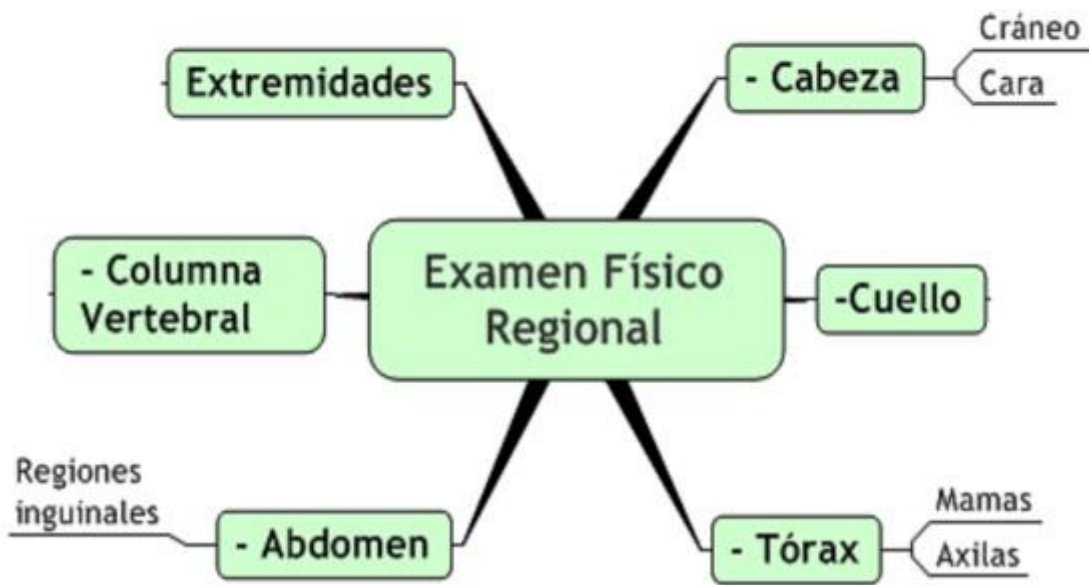 Extremidades
- Cabeza
Cráneo
Cara
- Columna
Vertebral
Examen Físico
Regional
-Cuello
Regiones
inguinales
- Abdomen
- Tórax
Mamas
Axilas